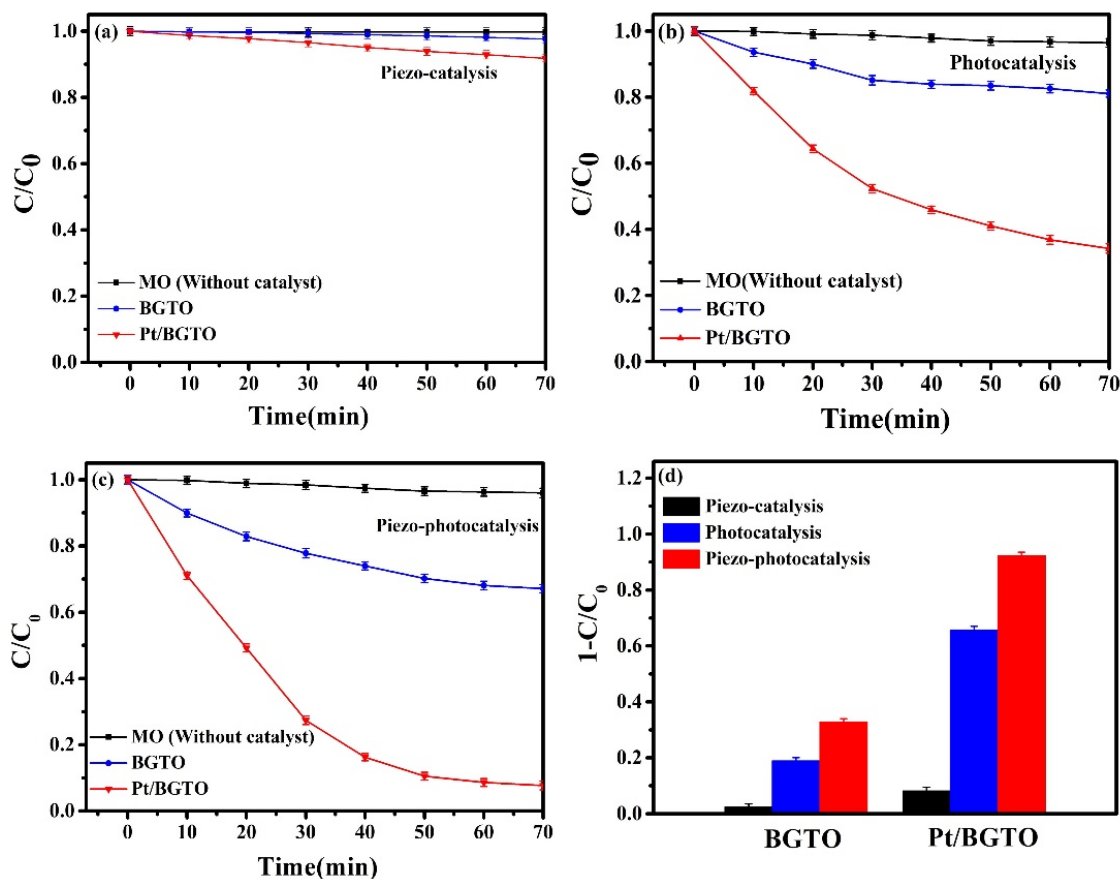 (a)
Piezo-catalysis
C/C0
1.0
0.8
0.6
0.4
0.2
0.0
MO (Without catalyst)
BGTO
Pt/BGTO
0 10 20 30 40 50 60 70
Time(min)
(b)
Photocatalysis
C/C0
1.0
0.8
0.6
0.4
0.2
0.0
MO(Without catalyst)
BGTO
Pt/BGTO
0 10 20 30 40 50 60 70
Time(min)
(c)
Piezo-photocatalysis
C/C0
1.0
0.8
0.6
0.4
0.2
0.0
MO (Without catalyst)
BGTO
Pt/BGTO
0 10 20 30 40 50 60 70
Time(min)
(d)
Piezo-catalysis
Photocatalysis
Piezo-photocatalysis
1-C/C0
1.2
1.0
0.8
0.6
0.4
0.2
0.0
BGTO Pt/BGTO